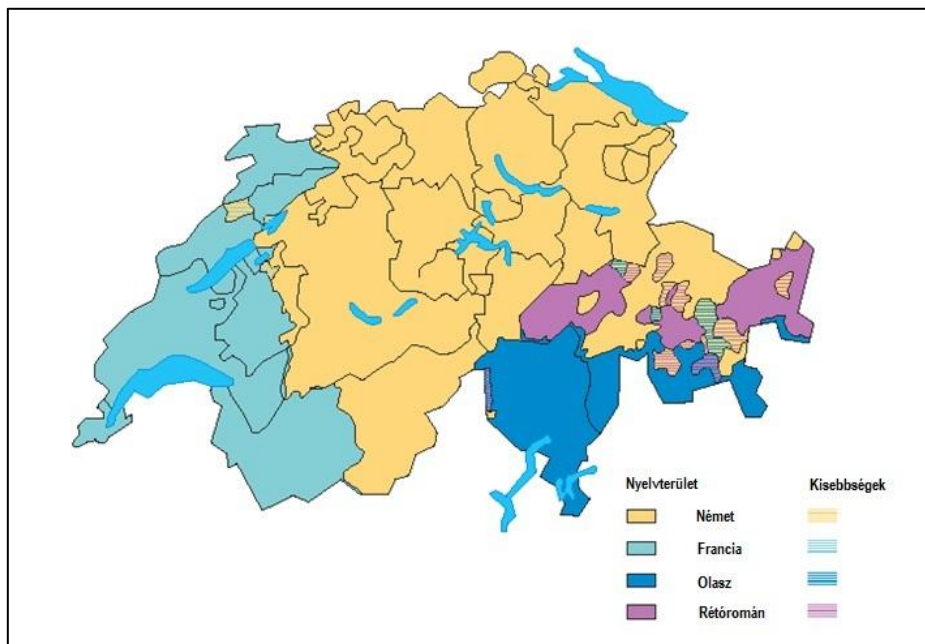 Nyelvterület Kisebbségek
Német
Francia
Olasz
Rétóromán